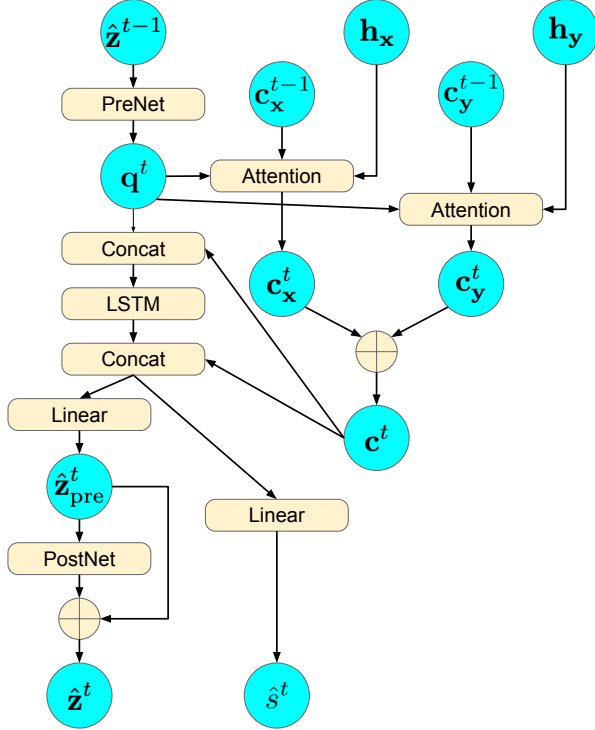 ẑ^{t−1}
h_x
h_y
c_x^{t−1}
c_y^{t−1}
PreNet
q^t
Attention
Attention
Concat
c_x^t
c_y^t
LSTM
Concat
Linear
c^t
ẑ_pre^t
Linear
PostNet
ẑ^t
ŝ^t